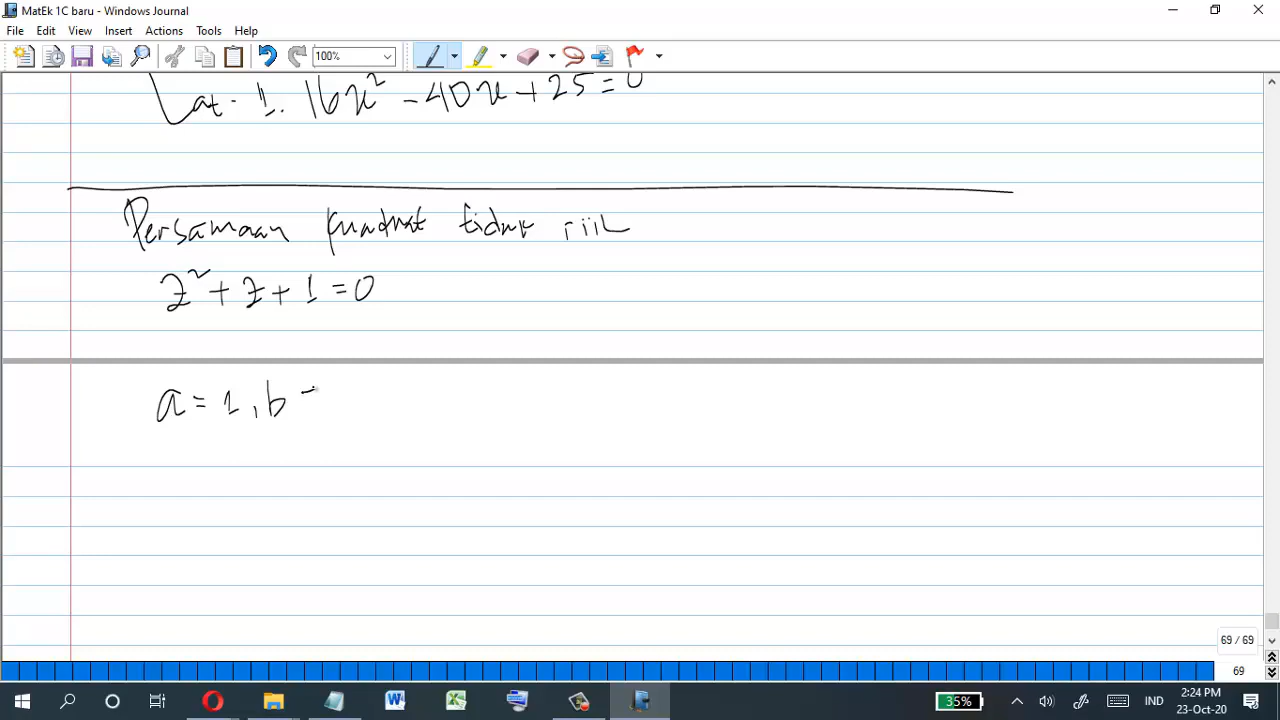 MatEk 1C baru - Windows Journal
File Edit View Insert Actions Tools Help
100%
Lat. 1. 16x² - 40x + 25 = 0
Persamaan kuadrat tidak riil
z² + z + 1 = 0
a = 1, b -
69 / 69
69
35%
IND
2:24 PM
23-Oct-20